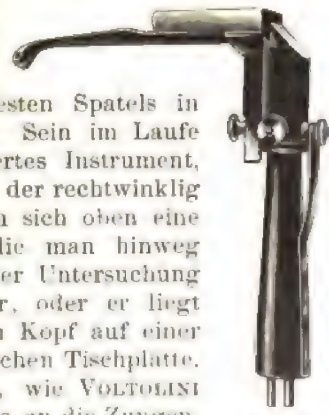 esten Spatels in
Sein im Laufe
ertes Instrument,
der rechtwinklig
sich oben eine
die man hinweg
er Untersuchung
r, oder er liegt
Kopf auf einer
chen Tischplatte.
, wie VOLTOLINI
an die Zungen